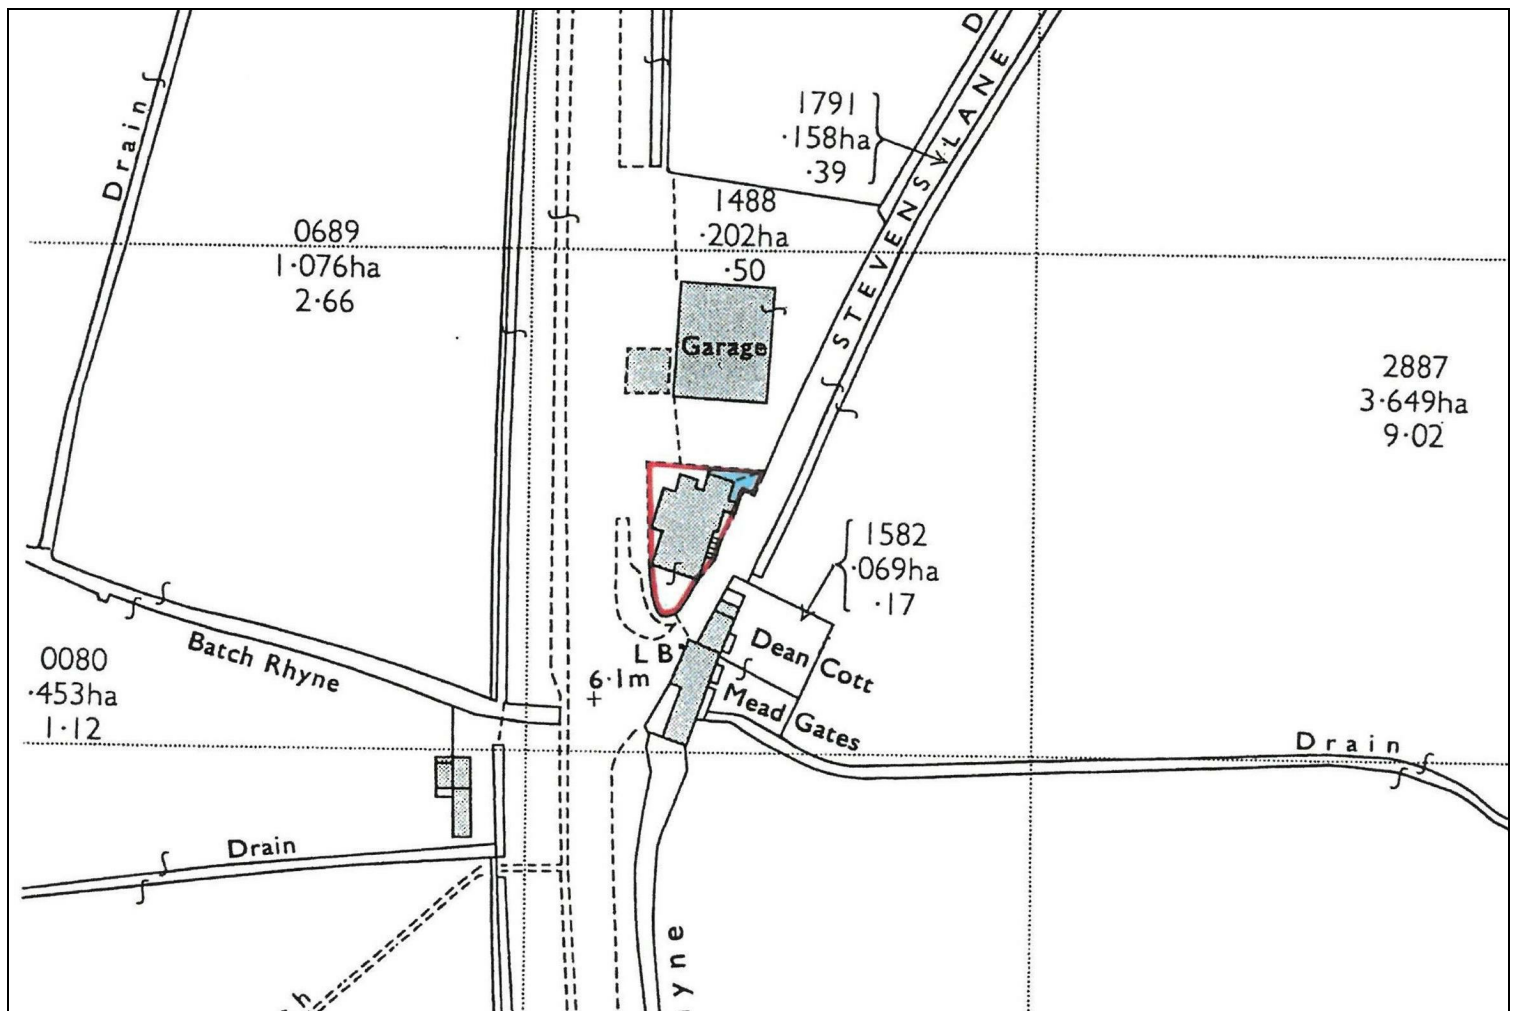 Drain
D
STEVENS LANE
1791
·158ha
·39
1488
·202ha
·50
0689
1·076ha
2·66
Garage
2887
3·649ha
9·02
1582
·069ha
·17
Batch Rhyne
0080
·453ha
1·12
L B
6·1m
+
Dean Cott
Mead Gates
Drain
Drain
yne
h